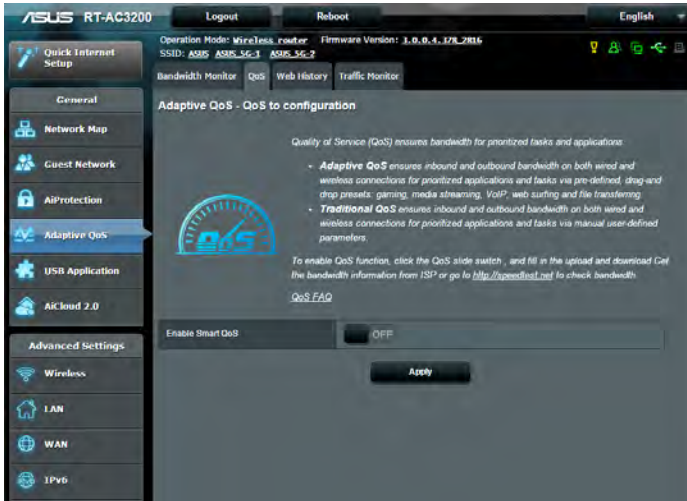 ASUS RT-AC3200
Logout
Reboot
English
Quick Internet
Setup
Operation Mode: Wireless router Firmware Version: 3.0.0.4.378_2816
SSID: ASUS ASUS_5G-1 ASUS_5G-2
Bandwidth Monitor QoS Web History Traffic Monitor
General
Network Map
Guest Network
AiProtection
Adaptive QoS
USB Application
AiCloud 2.0
Advanced Settings
Wireless
LAN
WAN
IPv6
Adaptive QoS - QoS to configuration
QoS
Quality of Service (QoS) ensures bandwidth for prioritized tasks and applications.
• Adaptive QoS ensures inbound and outbound bandwidth on both wired and
wireless connections for prioritized applications and tasks via pre-defined, drag-and
drop presets: gaming, media streaming, VoIP, web surfing and file transferring.
• Traditional QoS ensures inbound and outbound bandwidth on both wired and
wireless connections for prioritized applications and tasks via manual user-defined
parameters.
To enable QoS function, click the QoS slide switch , and fill in the upload and download Get
the bandwidth information from ISP or go to http://speedtest.net to check bandwidth.
QoS FAQ
Enable Smart QoS
OFF
Apply